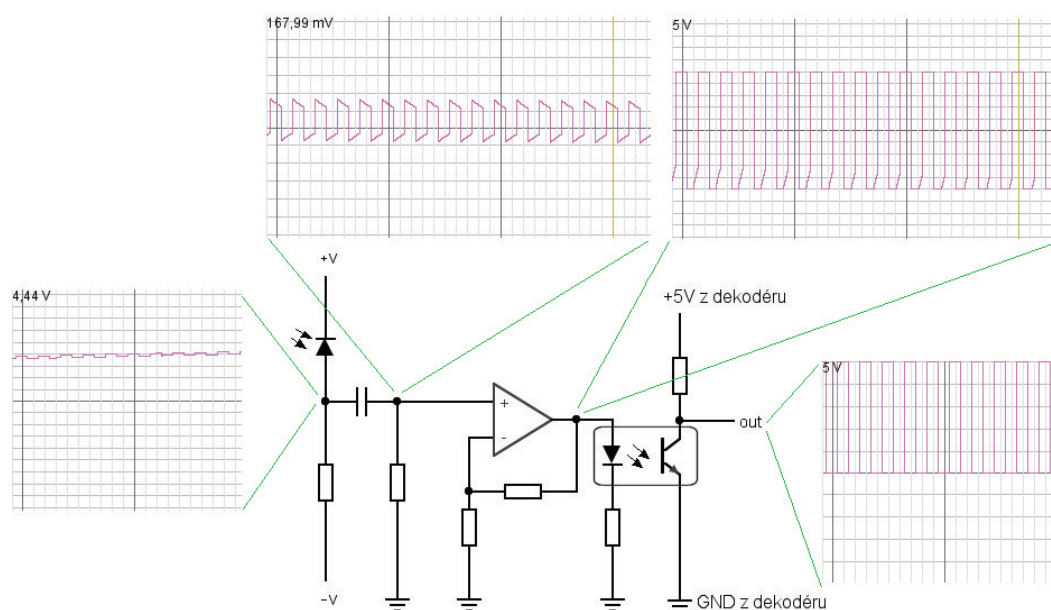 167,99 mV
5 V
+V
4,44 V
+5V z dekodéru
5 V
+
-
out
−V
GND z dekodéru